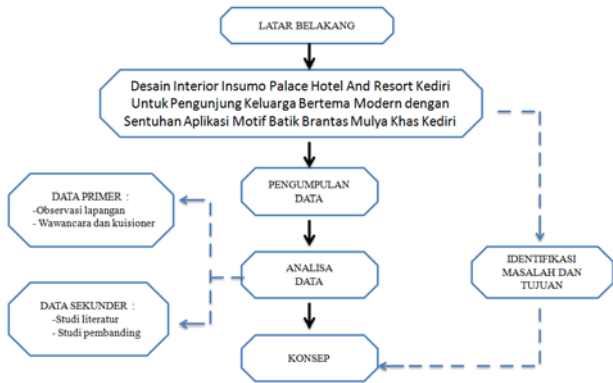 LATAR BELAKANG
Desain Interior Insumo Palace Hotel And Resort Kediri
Untuk Pengunjung Keluarga Bertema Modern dengan
Sentuhan Aplikasi Motif Batik Brantas Mulya Khas Kediri
PENGUMPULAN
DATA
DATA PRIMER :
-Observasi lapangan
- Wawancara dan kuisioner
ANALISA
DATA
IDENTIFIKASI
MASALAH DAN
TUJUAN
DATA SEKUNDER :
-Studi literatur
- Studi pembanding
KONSEP